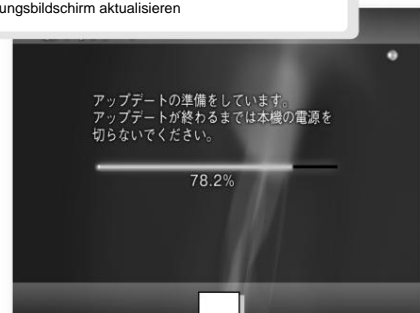 ungsbildschirm aktualisieren
アップデートの準備をしています。
アップデートが終わるまでは本機の電源を
切らないでください。
78.2%